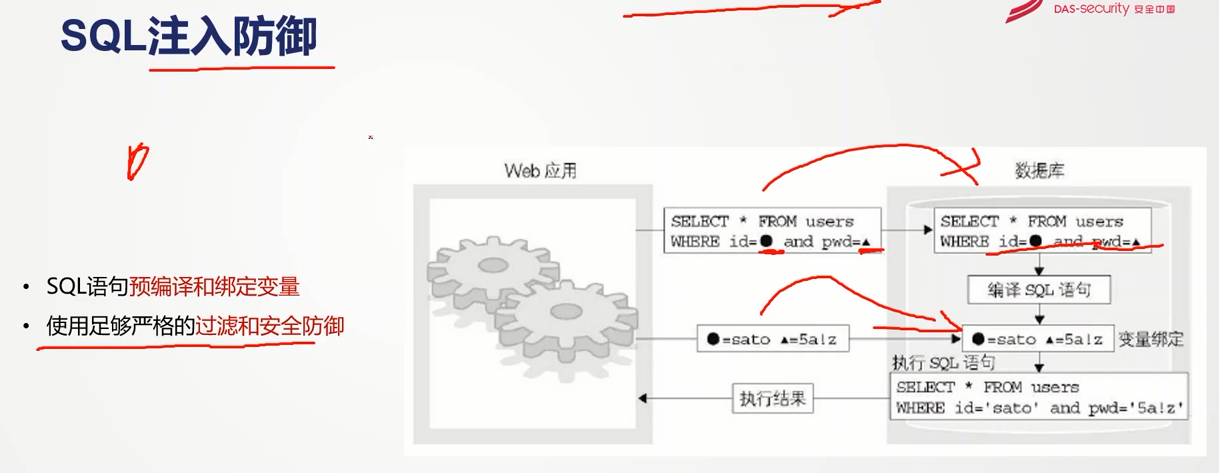 SQL注入防御
DAS-security 安全中国
• SQL语句预编译和绑定变量
• 使用足够严格的过滤和安全防御
Web 应用
数据库
SELECT * FROM users
WHERE id=● and pwd=▲
SELECT * FROM users
WHERE id=● and pwd=▲
编译 SQL 语句
●=sato ▲=5a!z
●=sato ▲=5a!z
变量绑定
执行 SQL 语句
执行结果
SELECT * FROM users
WHERE id='sato' and pwd='5a!z'